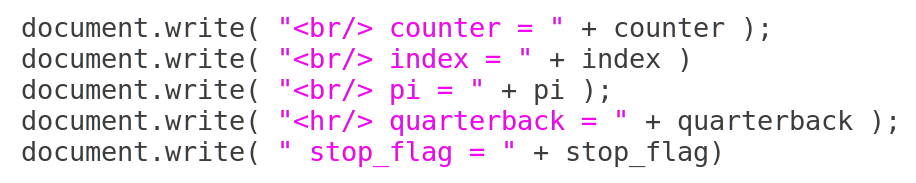 document.write( "<br/> counter = " + counter );
document.write( "<br/> index = " + index )
document.write( "<br/> pi = " + pi );
document.write( "<hr/> quarterback = " + quarterback );
document.write( " stop_flag = " + stop_flag)